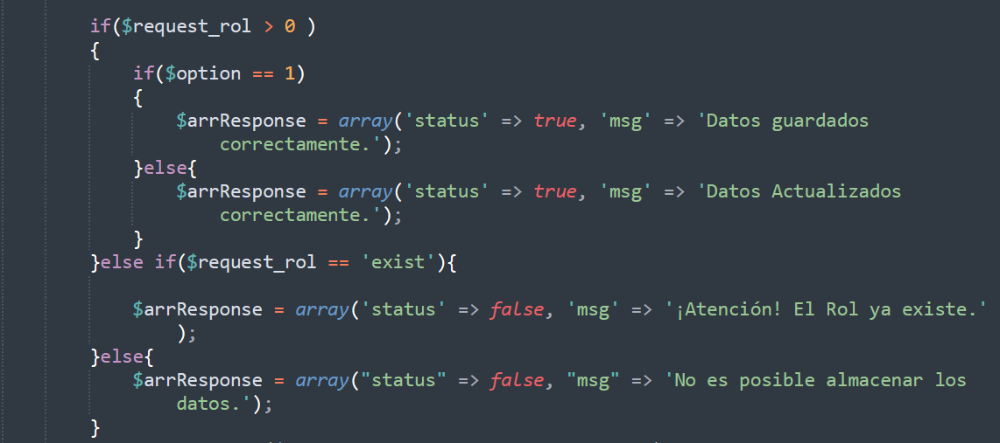 if($request_rol > 0 )
{
if($option == 1)
{
$arrResponse = array('status' => true, 'msg' => 'Datos guardados
correctamente.');
}else{
$arrResponse = array('status' => true, 'msg' => 'Datos Actualizados
correctamente.');
}
}else if($request_rol == 'exist'){
$arrResponse = array('status' => false, 'msg' => '¡Atención! El Rol ya existe.'
);
}else{
$arrResponse = array("status" => false, "msg" => 'No es posible almacenar los
datos.');
}